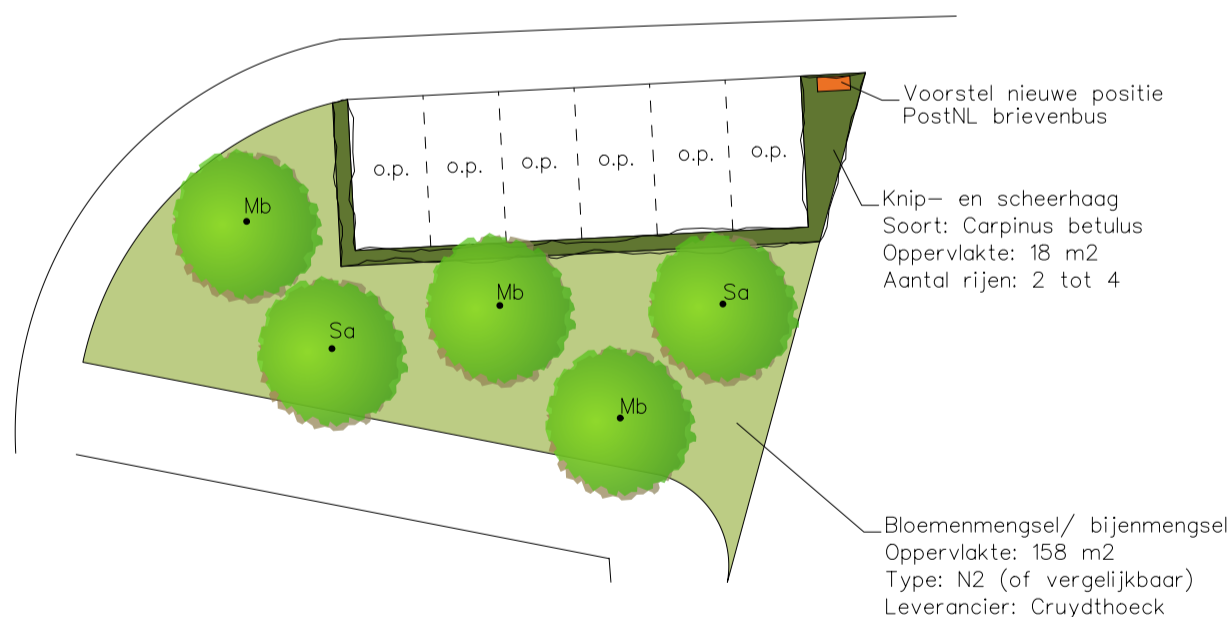 Voorstel nieuwe positie
PostNL brievenbus
o.p. o.p. o.p. o.p. o.p. o.p.
Knip- en scheerhaag
Soort: Carpinus betulus
Oppervlakte: 18 m2
Aantal rijen: 2 tot 4
Mb
Mb
Sa
Sa
Mb
Bloemenmengsel/ bijenmengsel
Oppervlakte: 158 m2
Type: N2 (of vergelijkbaar)
Leverancier: Cruydthoeck